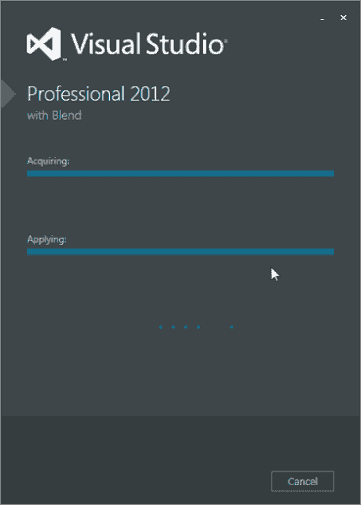 Visual Studio
Professional 2012
with Blend
Acquiring:
Applying:
Cancel